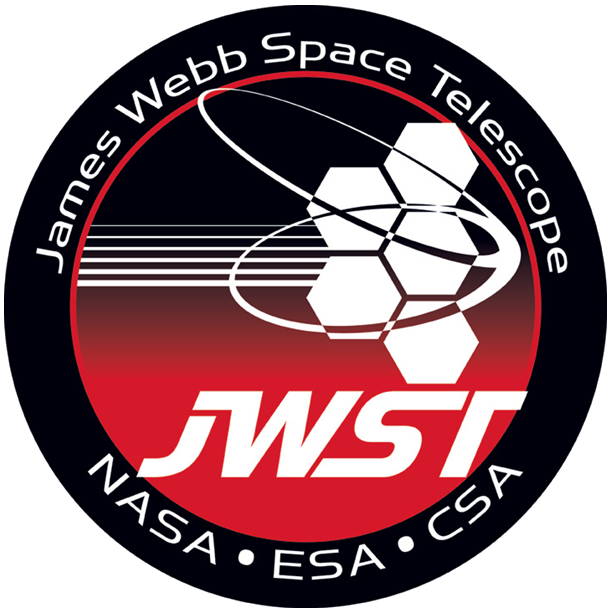 James Webb Space Telescope
JWST
NASA • ESA • CSA